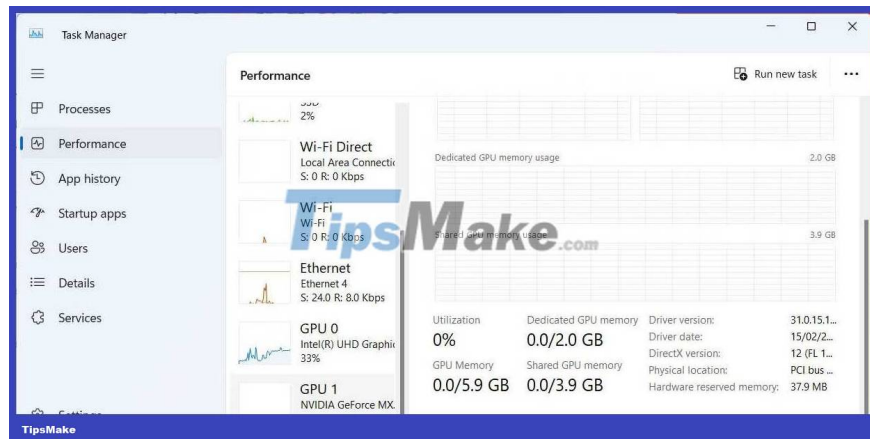 Task Manager
Performance
Run new task
Processes
Performance
App history
Startup apps
Users
Details
Services
Settings
SSD
2%
Wi-Fi Direct
Local Area Connectic
S: 0 R: 0 Kbps
Wi-Fi
Wi-Fi
S: 0 R: 0 Kbps
Ethernet
Ethernet 4
S: 24.0 R: 8.0 Kbps
GPU 0
Intel(R) UHD Graphic
33%
GPU 1
NVIDIA GeForce MX
Dedicated GPU memory usage 2.0 GB
Shared GPU memory usage 3.9 GB
Utilization
0%
Dedicated GPU memory
0.0/2.0 GB
GPU Memory
0.0/5.9 GB
Shared GPU memory
0.0/3.9 GB
Driver version: 31.0.15.1...
Driver date: 15/02/2...
DirectX version: 12 (FL 1...
Physical location: PCI bus ...
Hardware reserved memory: 37.9 MB
TipsMake.com
TipsMake